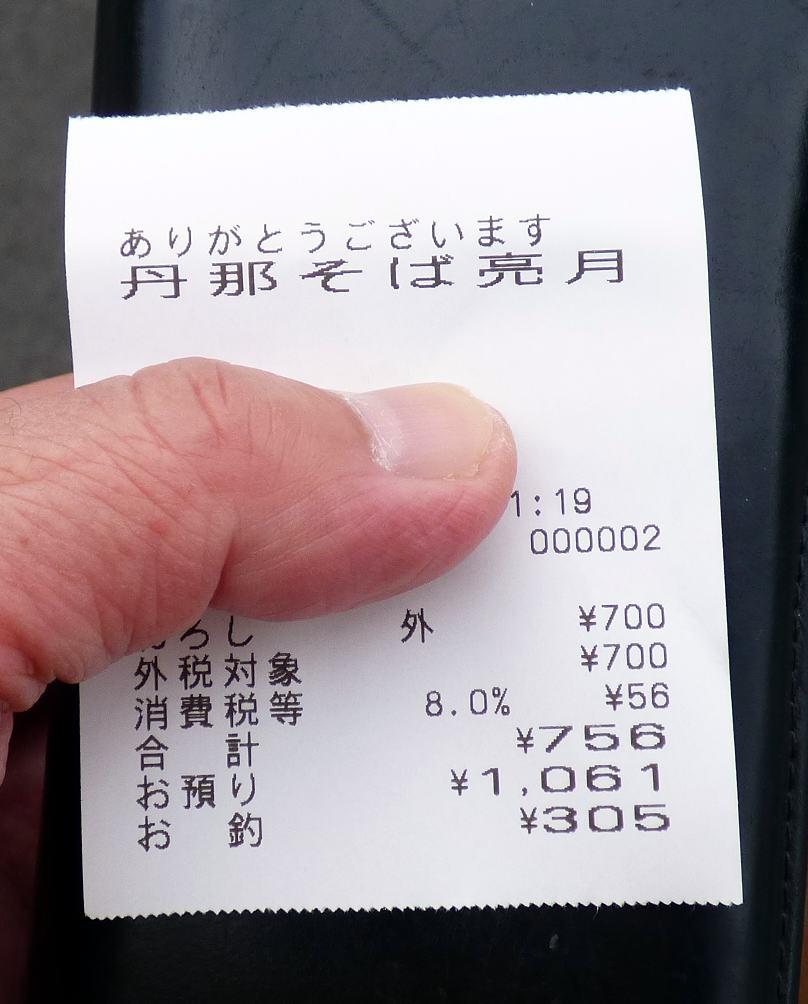 ありがとうございます
丹那そば亮月
1:19
000002
ろし 外 ¥700
外税対象 ¥700
消費税等 8.0% ¥56
合計 ¥756
お預り ¥1,061
お釣 ¥305